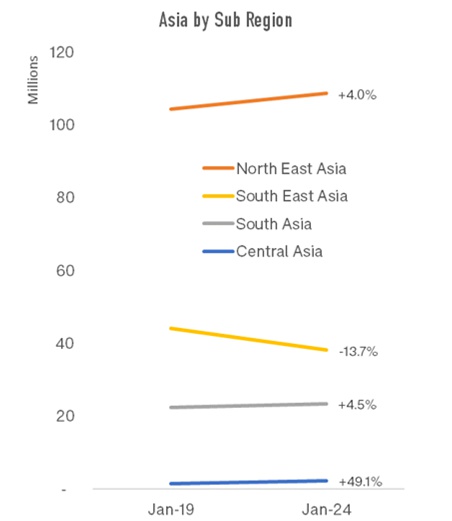 Asia by Sub Region
Millions
120
100
80
60
40
20
-
+4.0%
North East Asia
South East Asia
South Asia
Central Asia
-13.7%
+4.5%
+49.1%
Jan-19
Jan-24